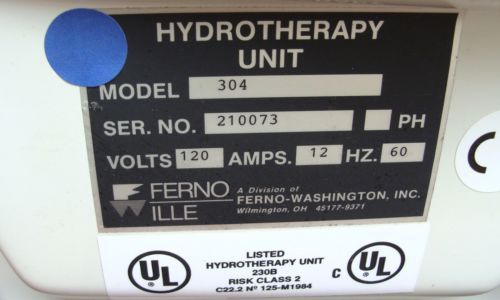 HYDROTHERAPY
UNIT
MODEL 304
SER. NO. 210073 PH
VOLTS 120 AMPS. 12 HZ. 60
FERNO
ILLE
A Division of
FERNO-WASHINGTON, INC.
Wilmington, OH 45177-9371
C
UL
LISTED
HYDROTHERAPY UNIT
230B
RISK CLASS 2
C22.2 Nº 125-M1984
C UL